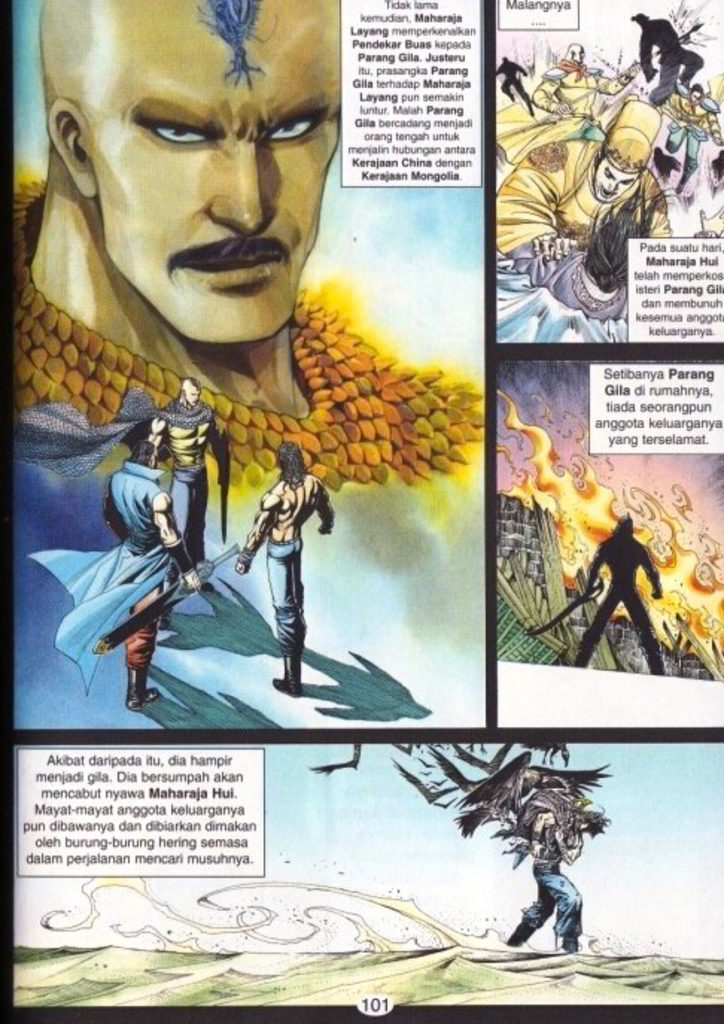 Tidak lama
kemudian, Maharaja
Layang memperkenalkan
Pendekar Buas kepada
Parang Gila. Justeru
itu, prasangka Parang
Gila terhadap Maharaja
Layang pun semakin
luntur. Malah Parang
Gila bercadang menjadi
orang tengah untuk
menjalin hubungan antara
Kerajaan China dengan
Kerajaan Mongolia.
Malangnya
....
Pada suatu hari,
Maharaja Hui
telah memperkos
isteri Parang Gila
dan membunuh
kesemua anggota
keluarganya.
Setibanya Parang
Gila di rumahnya,
tiada seorangpun
anggota keluarganya
yang terselamat.
Akibat daripada itu, dia hampir
menjadi gila. Dia bersumpah akan
mencabut nyawa Maharaja Hui.
Mayat-mayat anggota keluarganya
pun dibawanya dan dibiarkan dimakan
oleh burung-burung hering semasa
dalam perjalanan mencari musuhnya.
101